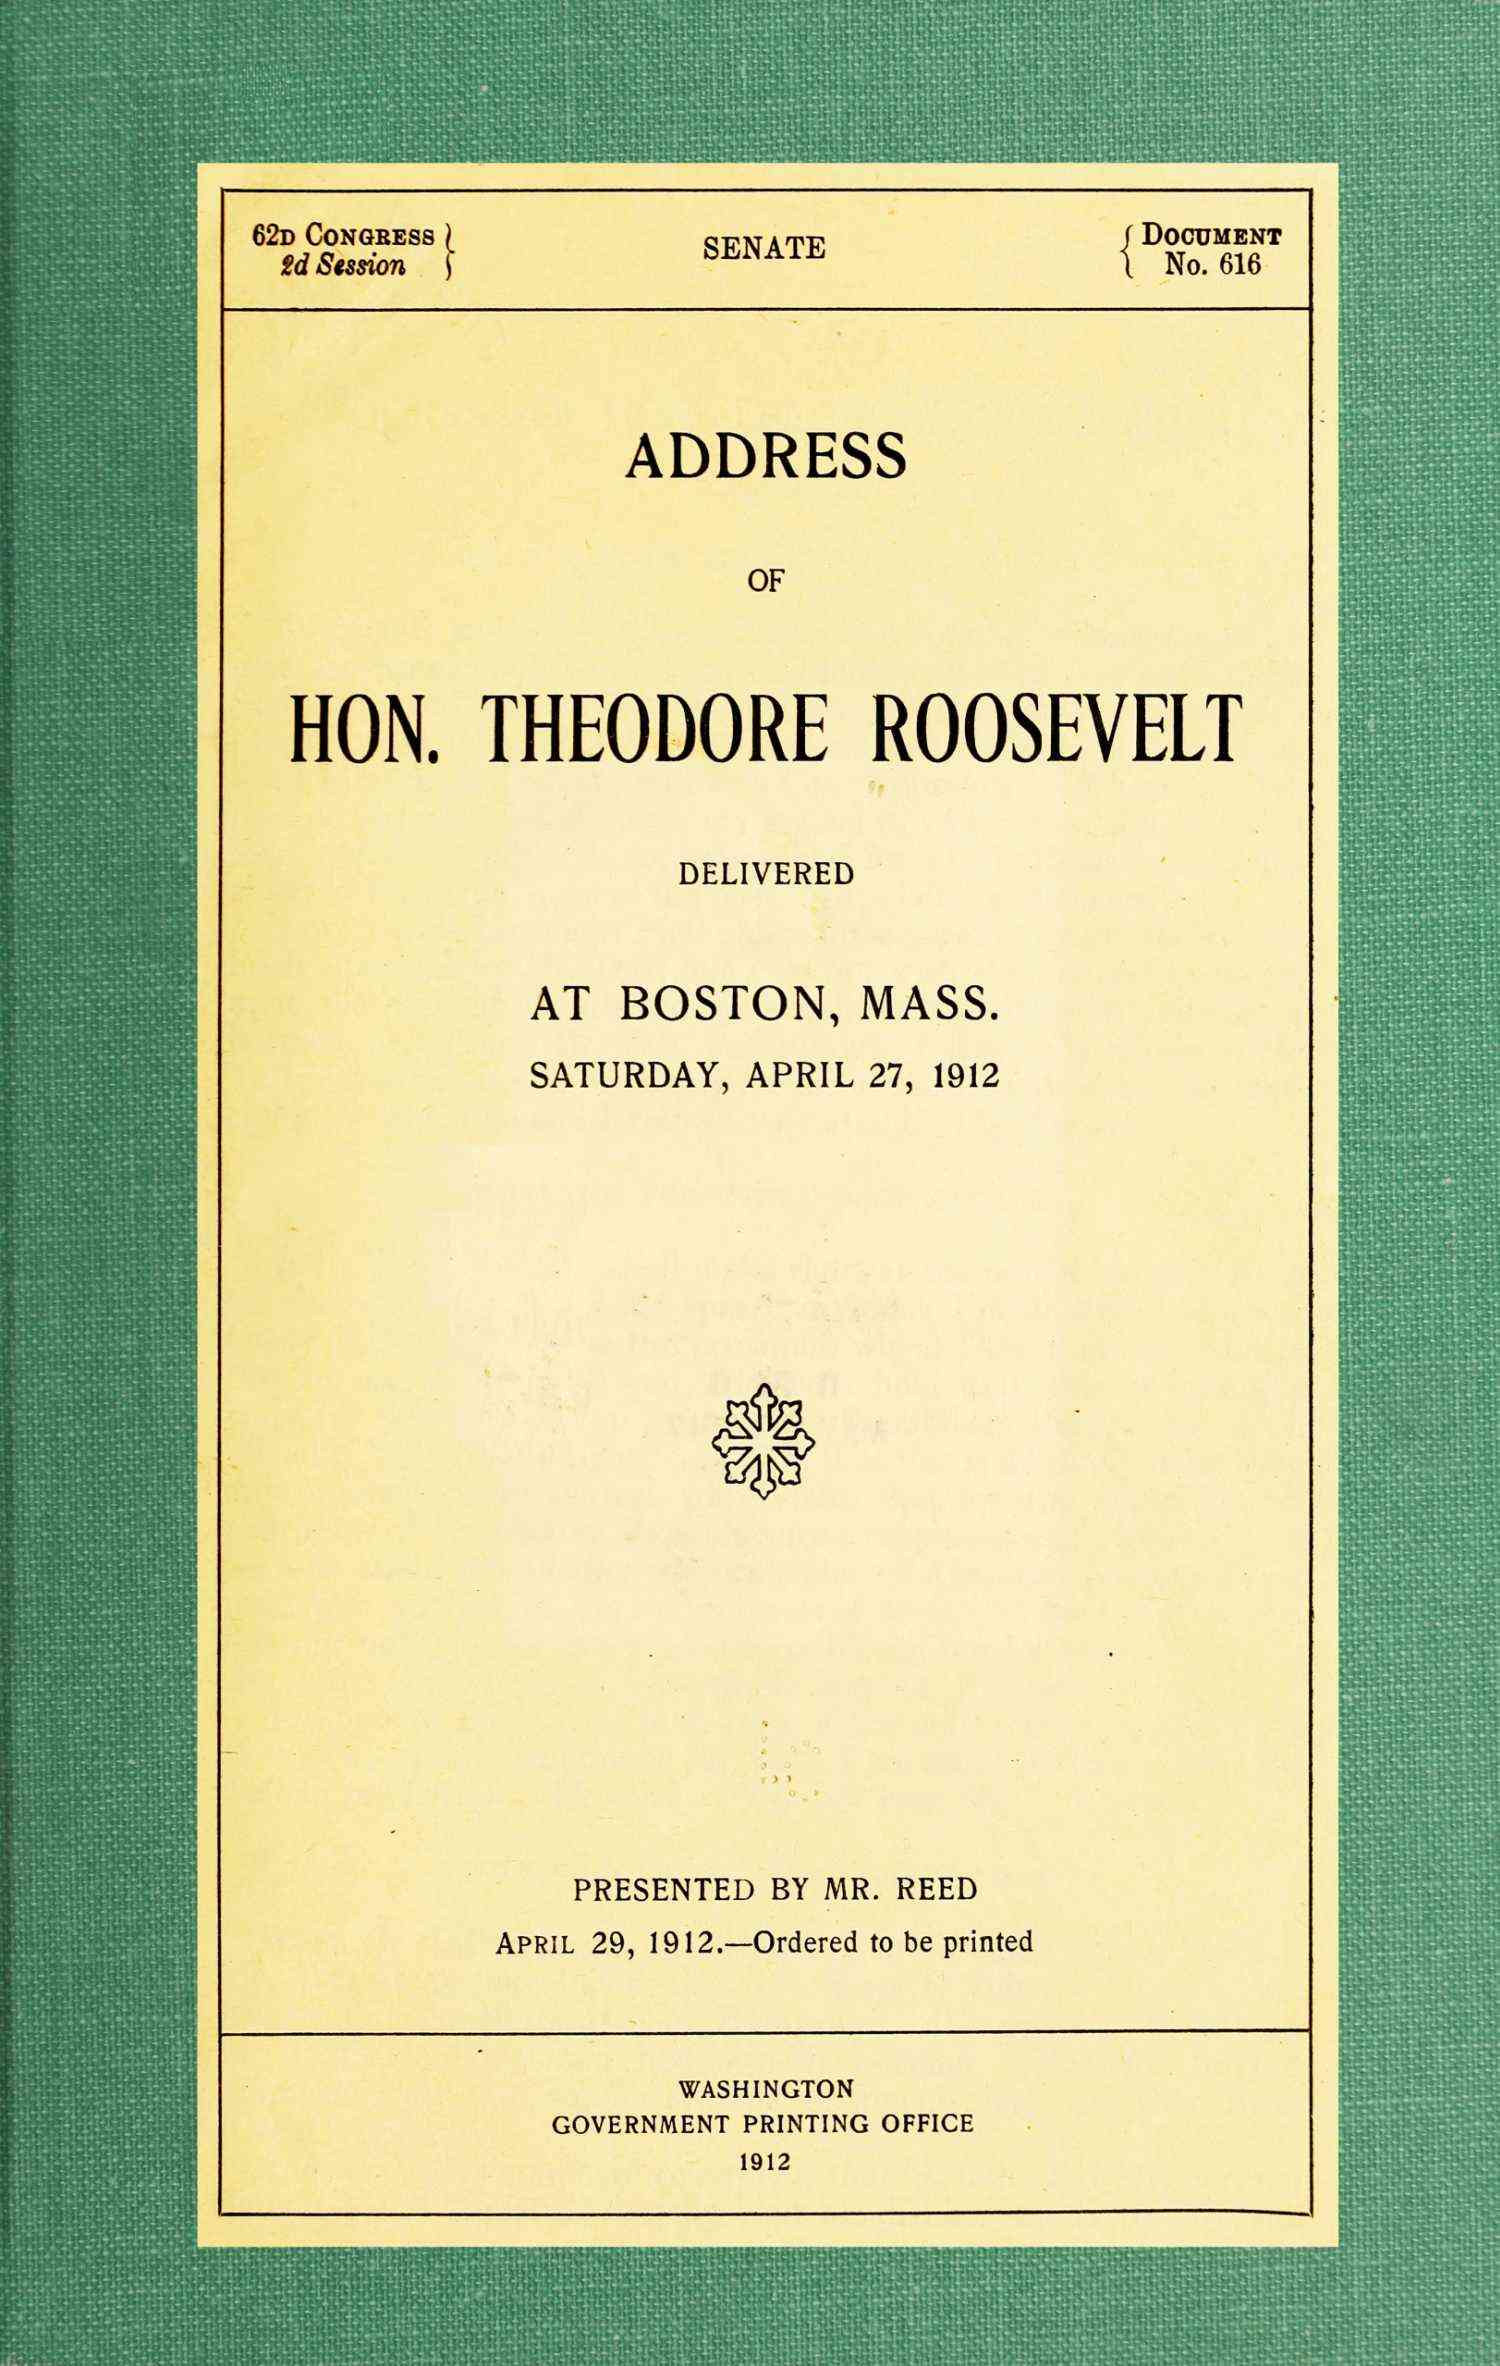 62D CONGRESS } SENATE { DOCUMENT
2d Session } { No. 616
ADDRESS
OF
HON. THEODORE ROOSEVELT
DELIVERED
AT BOSTON, MASS.
SATURDAY, APRIL 27, 1912
PRESENTED BY MR. REED
APRIL 29, 1912.—Ordered to be printed
WASHINGTON
GOVERNMENT PRINTING OFFICE
1912